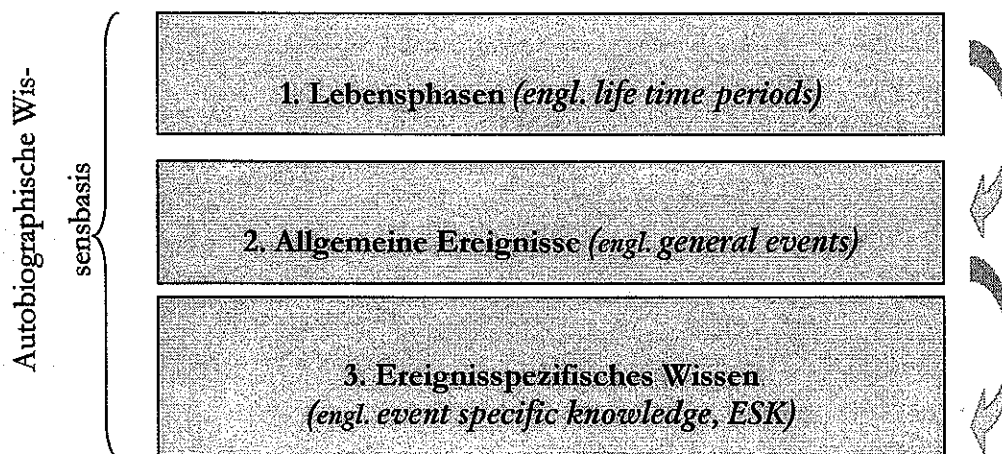 Autobiographische Wis-
sensbasis
1. Lebensphasen (engl. life time periods)
2. Allgemeine Ereignisse (engl. general events)
3. Ereignisspezifisches Wissen
(engl. event specific knowledge, ESK)